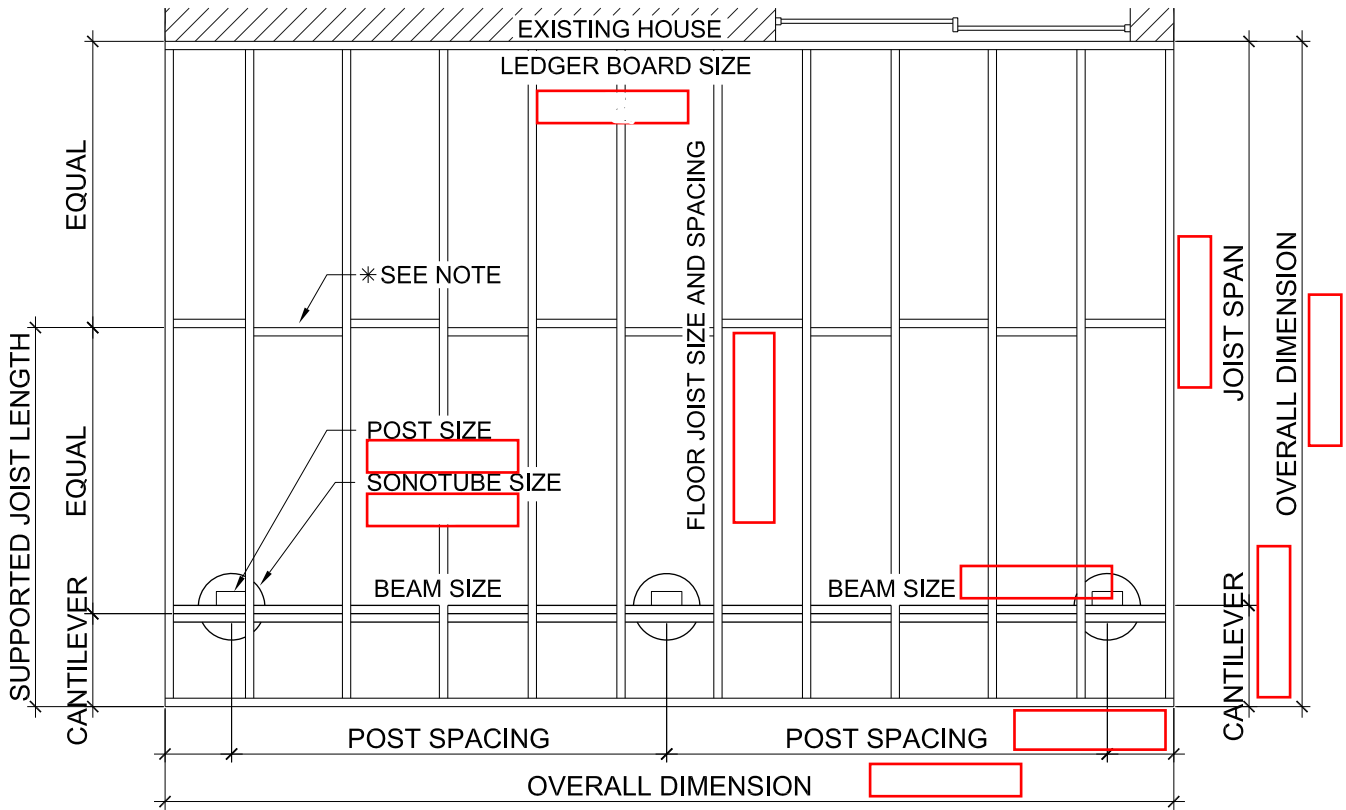 EXISTING HOUSE
LEDGER BOARD SIZE
EQUAL
FLOOR JOIST SIZE AND SPACING
✳ SEE NOTE
JOIST SPAN
OVERALL DIMENSION
SUPPORTED JOIST LENGTH
EQUAL
POST SIZE
SONOTUBE SIZE
BEAM SIZE
BEAM SIZE
CANTILEVER
CANTILEVER
POST SPACING
POST SPACING
OVERALL DIMENSION